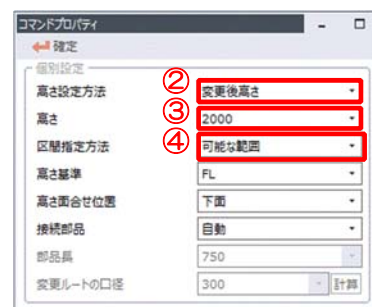 コマンドプロパティ
確定
個別設定
高さ設定方法 ② 変更後高さ
高さ ③ 2000
区間指定方法 ④ 可能な範囲
高さ基準 FL
高さ面合せ位置 下面
接続部品 自動
部品長 750
変更ルートの口径 300 計算